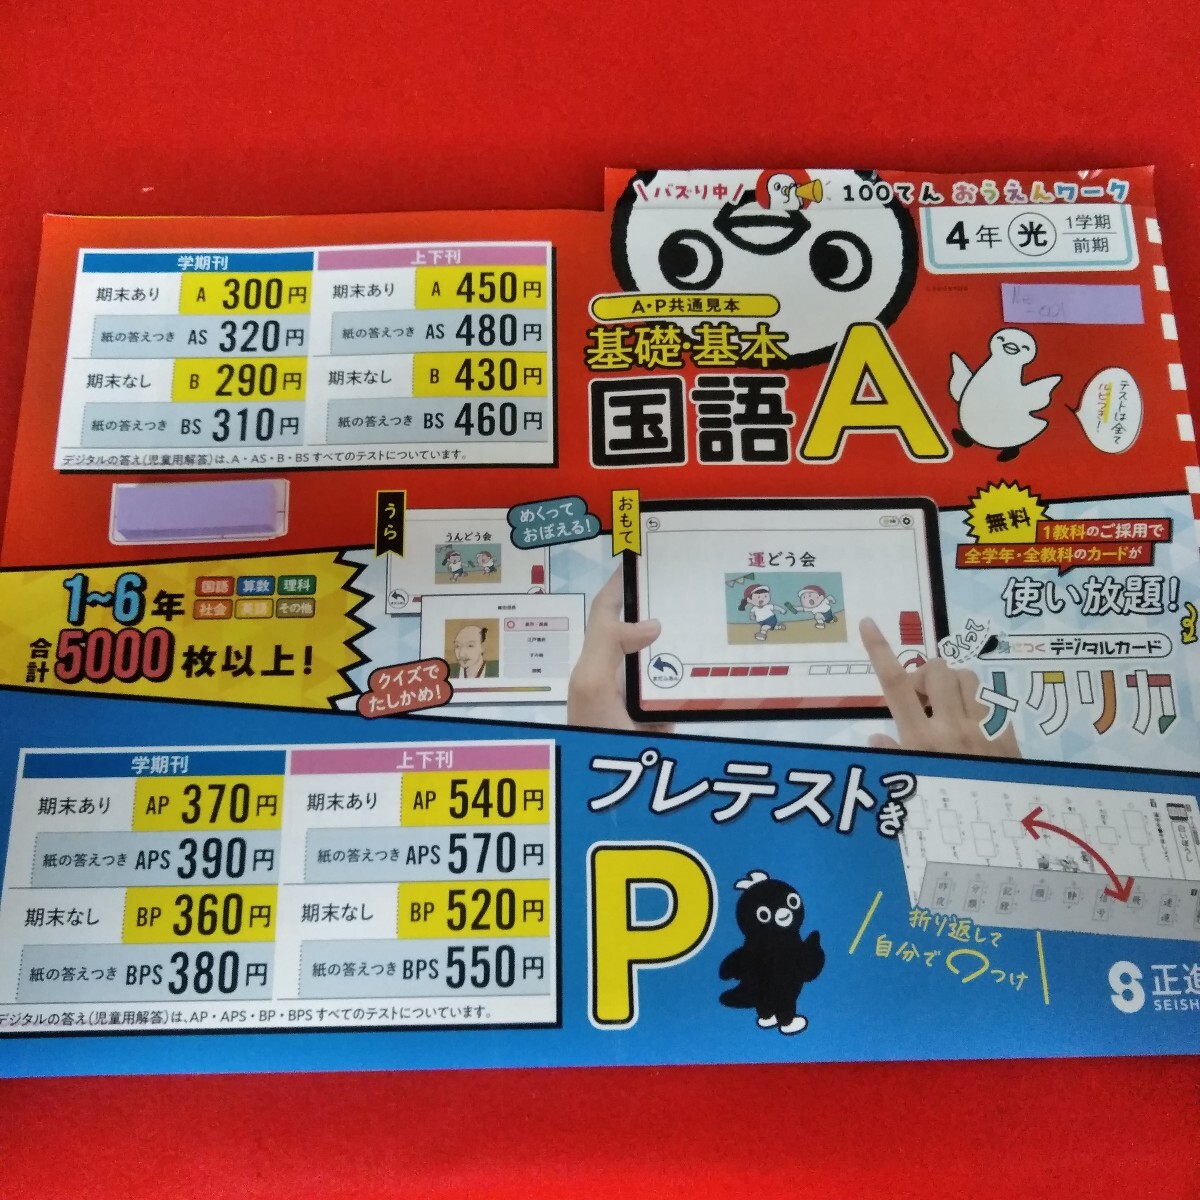 \バズり中/
100てん おうえんワーク
4年 光 1学期
前期
A・P共通見本
基礎・基本
国語A
テストは全て
ルビつき!
学期刊 上下刊
期末あり A 300円 期末あり A 450円
紙の答えつき AS 320円 紙の答えつき AS 480円
期末なし B 290円 期末なし B 430円
紙の答えつき BS 310円 紙の答えつき BS 460円
デジタルの答え(児童用解答)は、A・AS・B・BSすべてのテストについています。
1~6年
国語 算数 理科
社会 英語 その他
合計5000枚以上!
うら
うんどう会
めくって
おぼえる!
クイズで
たしかめ!
おもて
運どう会
無料
1教科のご採用で
全学年・全教科のカードが
使い放題!
めくって
身につく デジタルカード
メクリカ
学期刊 上下刊
期末あり AP 370円 期末あり AP 540円
紙の答えつき APS 390円 紙の答えつき APS 570円
期末なし BP 360円 期末なし BP 520円
紙の答えつき BPS 380円 紙の答えつき BPS 550円
デジタルの答え(児童用解答)は、AP・APS・BP・BPSすべてのテストについています。
プレテストつき
P
折り返して
自分で○つけ
正進
SEISH